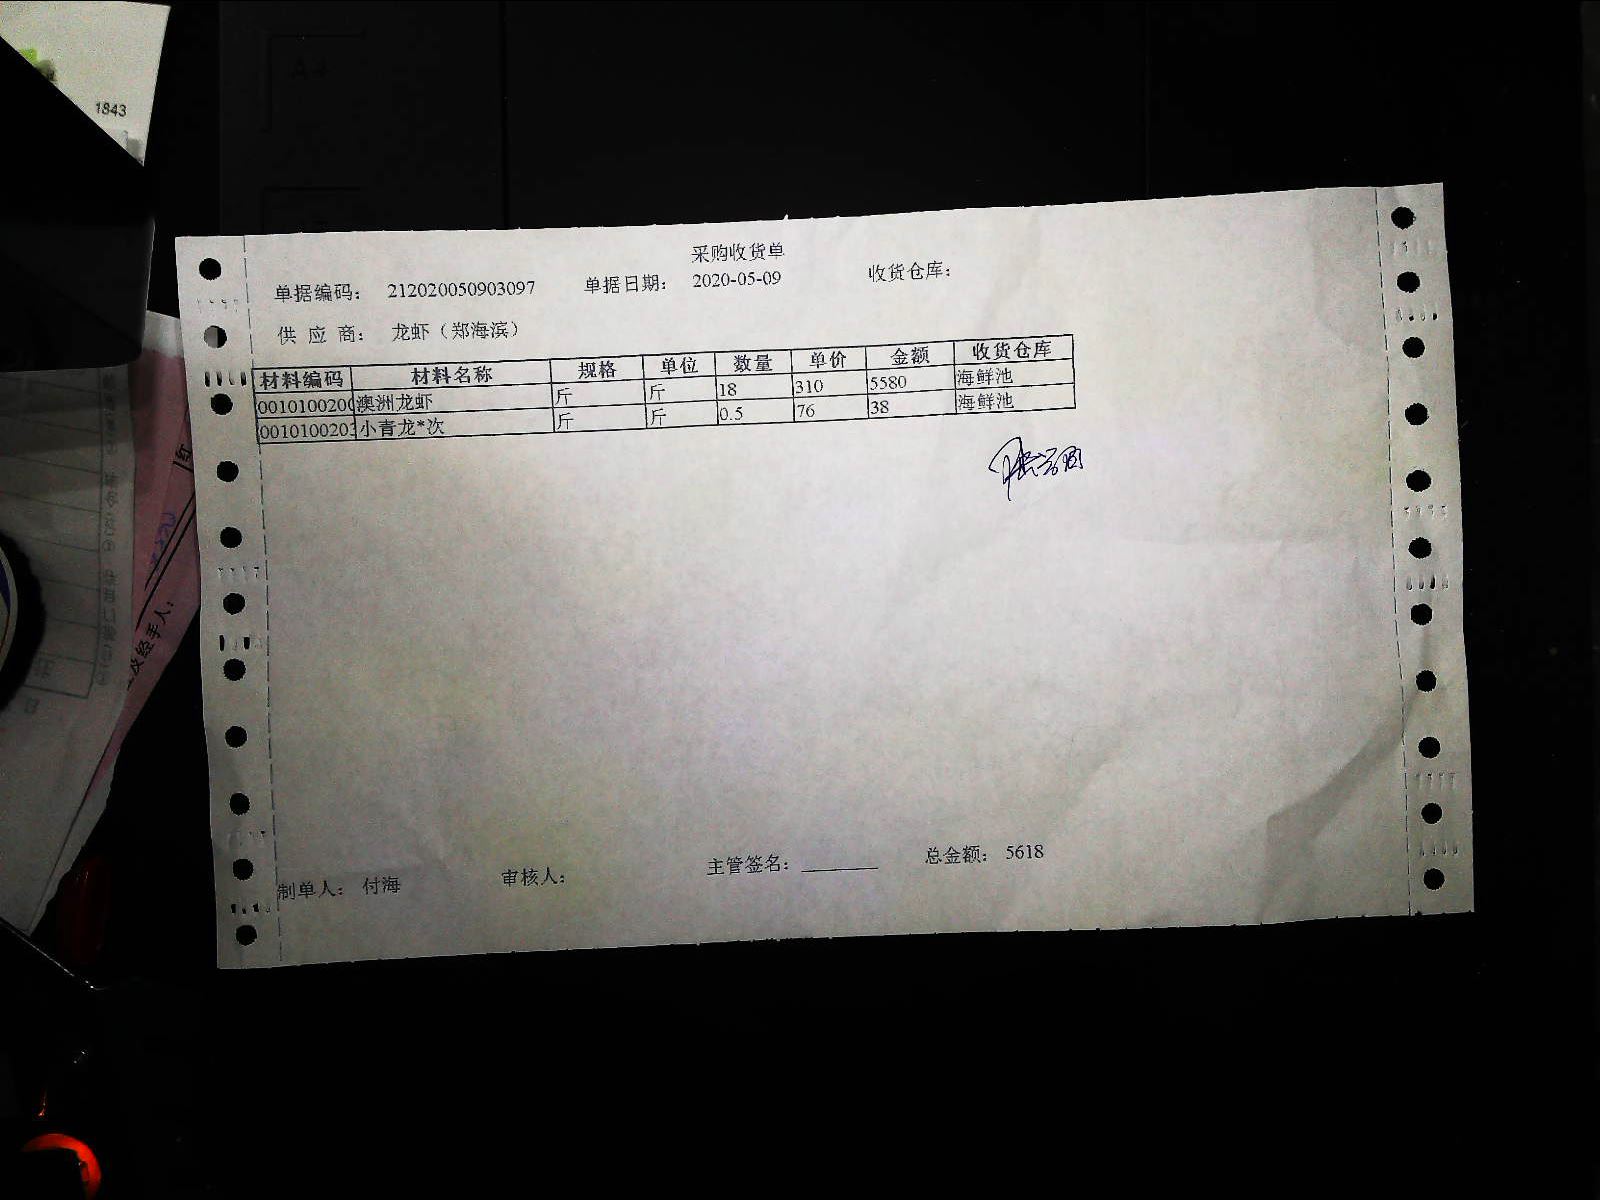 1843
采购收货单
单据编码： 212020050903097 单据日期： 2020-05-09 收货仓库：
供 应 商： 龙虾（郑海滨）
材料编码 材料名称 规格 单位 数量 单价 金额 收货仓库
0010100200 澳洲龙虾 斤 斤 18 310 5580 海鲜池
0010100203 小青龙*次 斤 斤 0.5 76 38 海鲜池
制单人： 付海 审核人： 主管签名： 总金额： 5618
经手人：